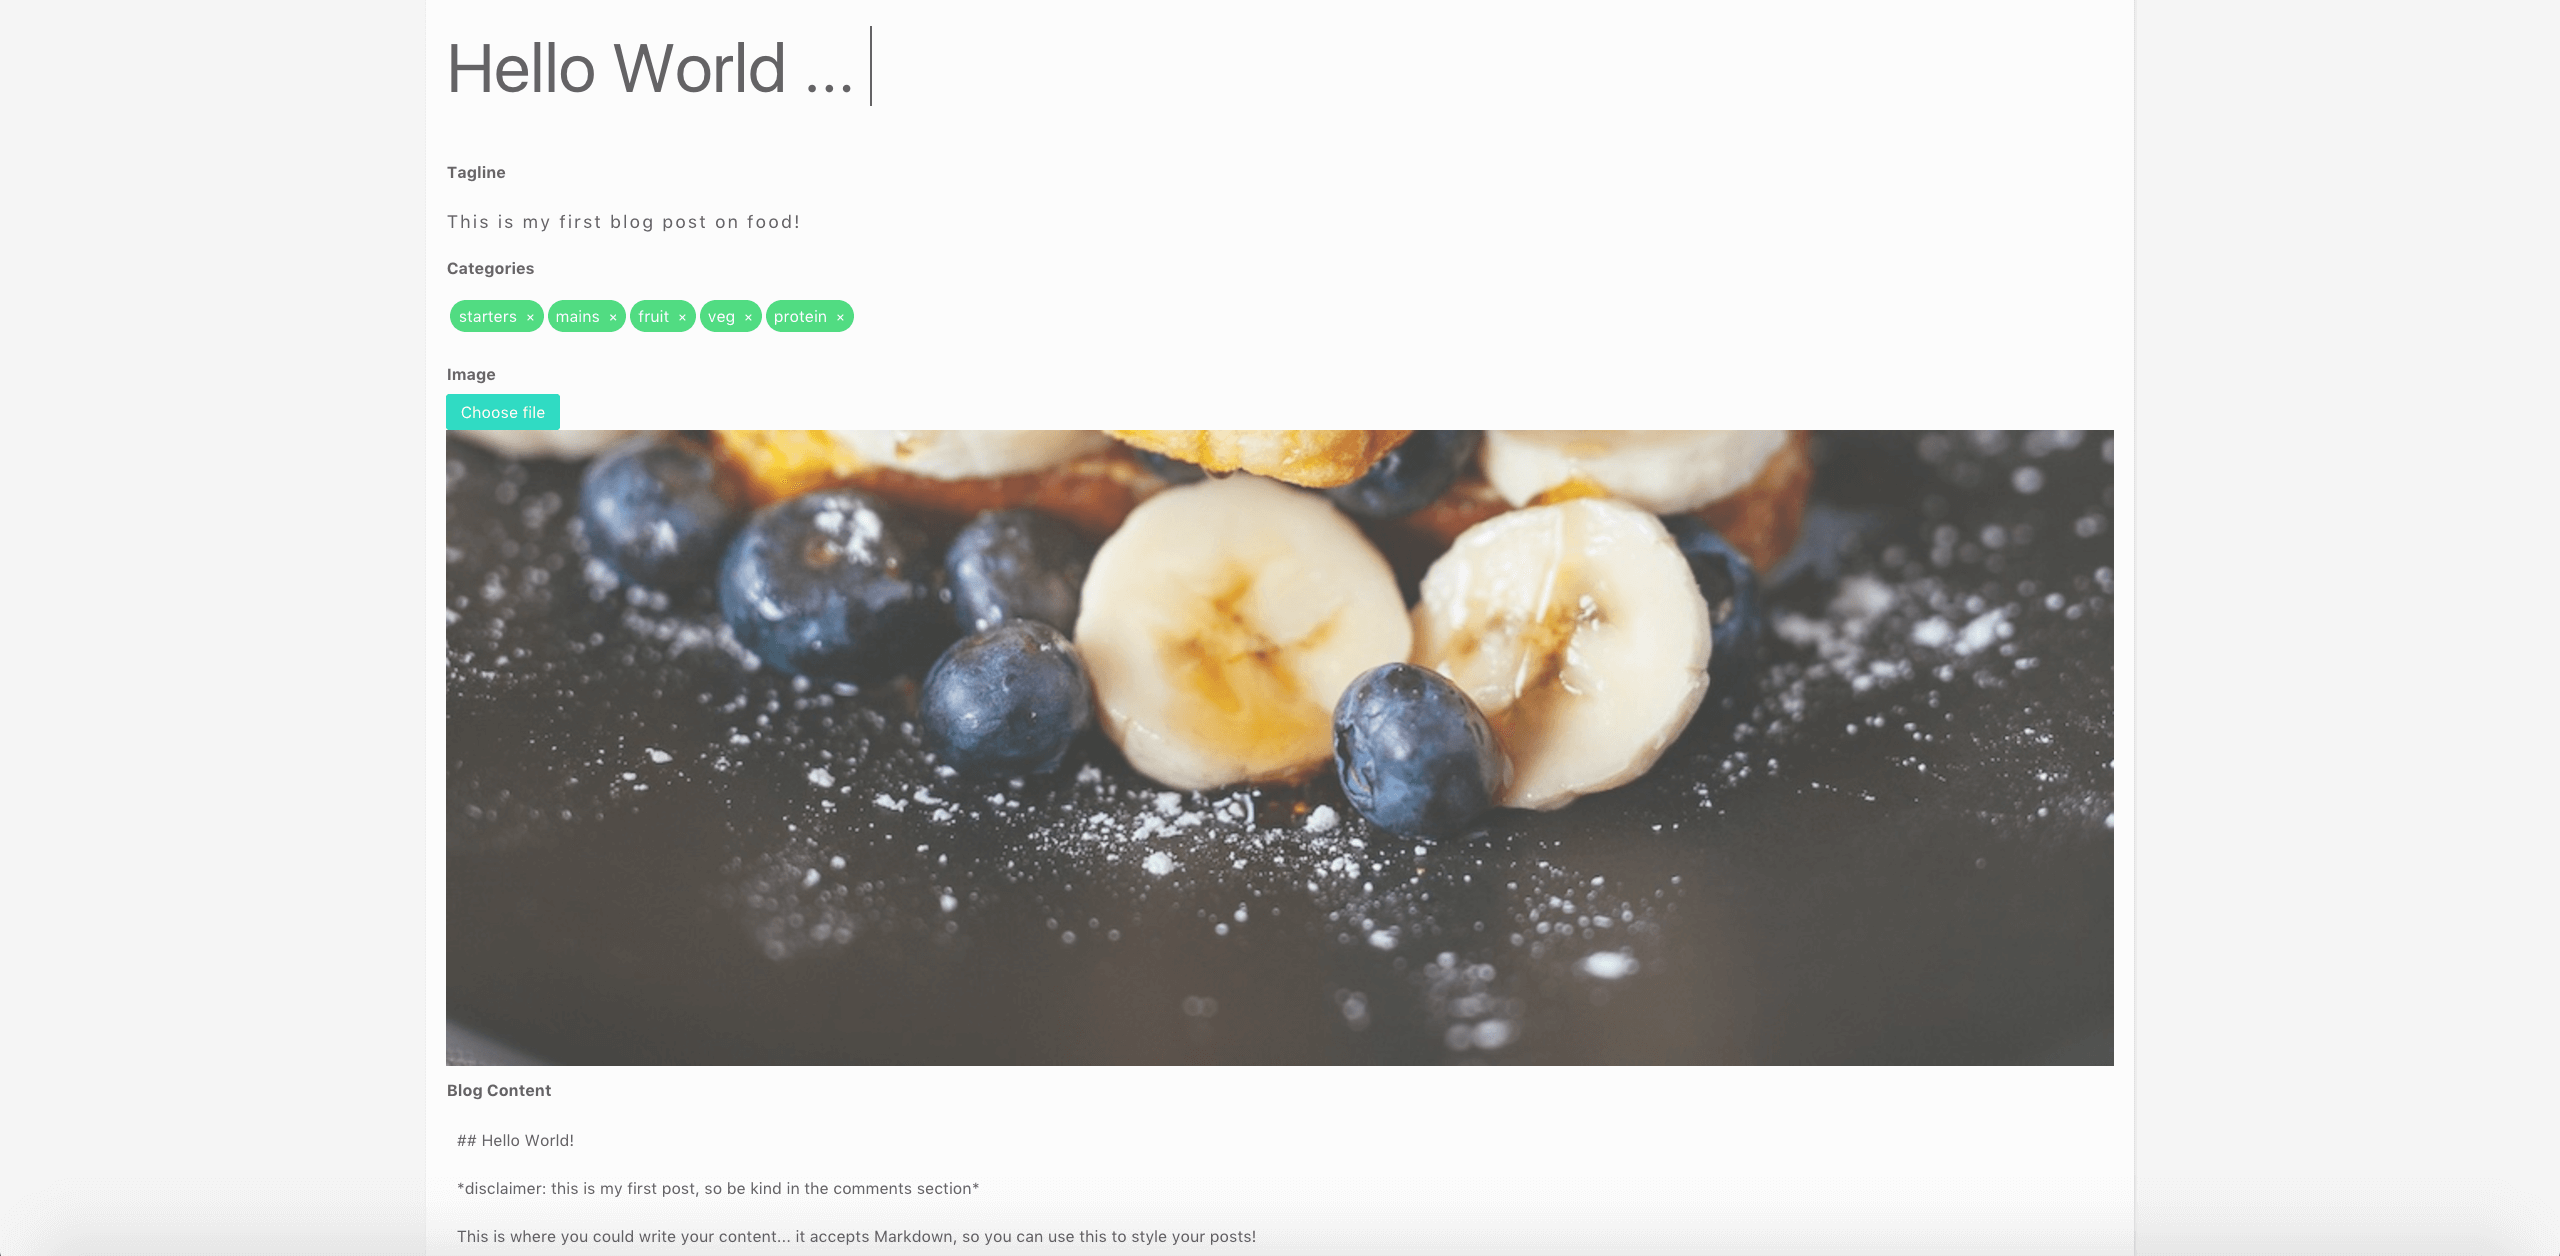 Hello World ...
Tagline
This is my first blog post on food!
Categories
starters × mains × fruit × veg × protein ×
Image
Choose file
Blog Content
## Hello World!
*disclaimer: this is my first post, so be kind in the comments section*
This is where you could write your content... it accepts Markdown, so you can use this to style your posts!